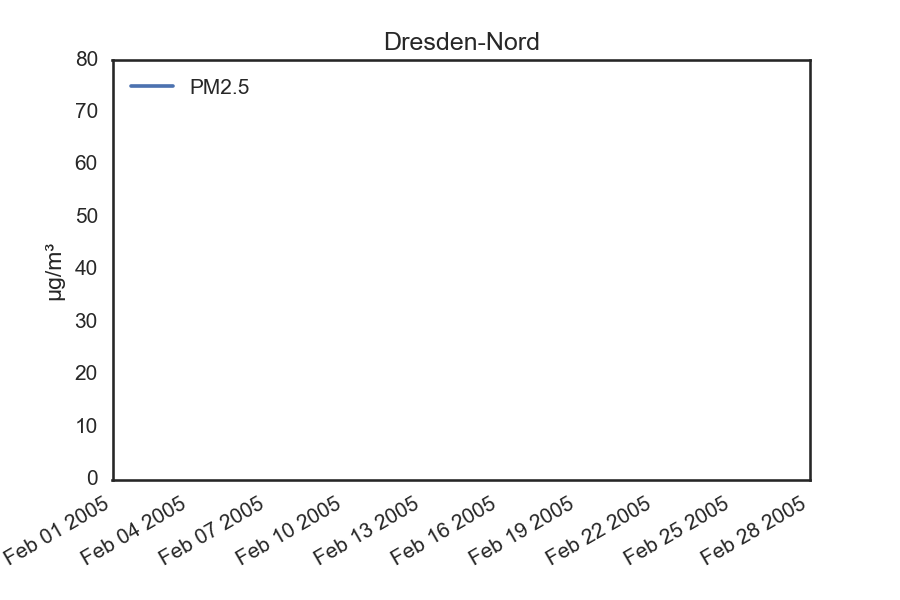 Dresden-Nord
PM2.5
µg/m³
80
70
60
50
40
30
20
10
0
Feb 01 2005
Feb 04 2005
Feb 07 2005
Feb 10 2005
Feb 13 2005
Feb 16 2005
Feb 19 2005
Feb 22 2005
Feb 25 2005
Feb 28 2005